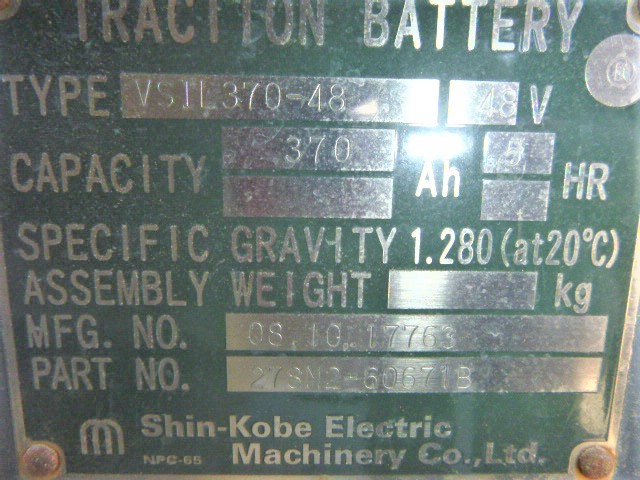 TRACTION BATTERY
TYPE VSIL370-48 48 V
CAPACITY 370 Ah 5 HR
SPECIFIC GRAVITY 1.280(at20℃)
ASSEMBLY WEIGHT kg
MFG. NO. 08.10 17763
PART NO. 278M2-60671B
Shin-Kobe Electric
NPC-65 Machinery Co.,Ltd.